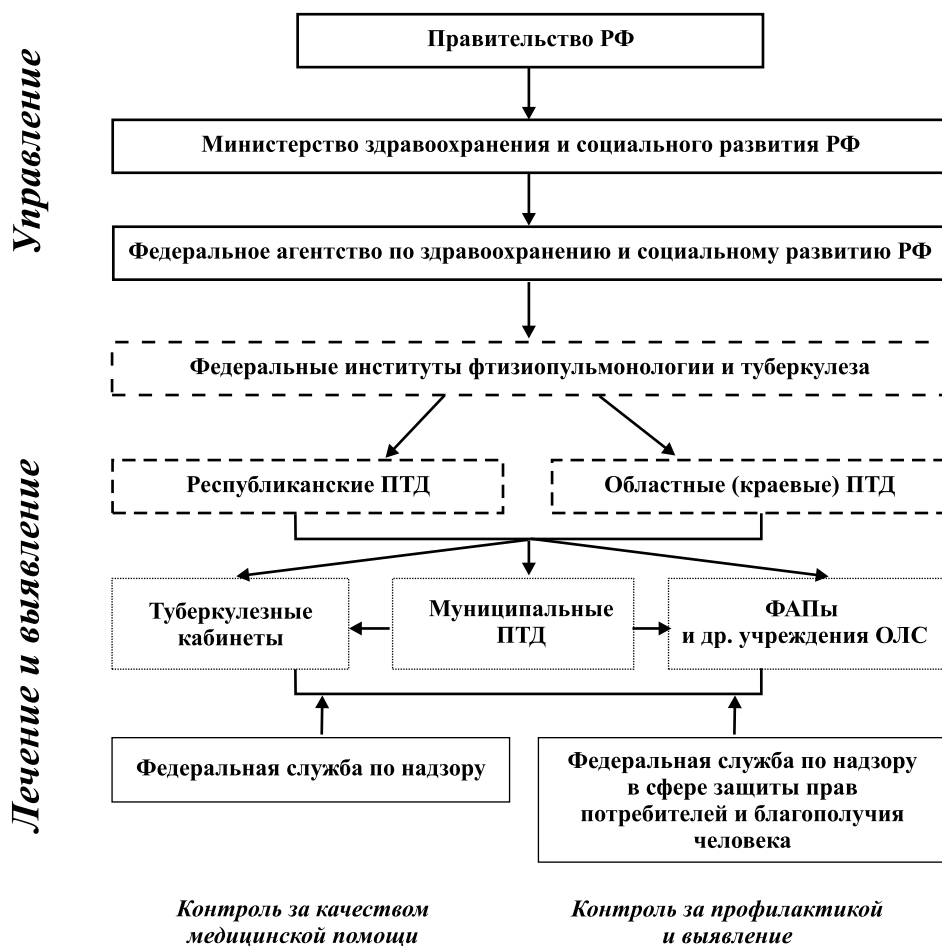 Управление
Правительство РФ
Министерство здравоохранения и социального развития РФ
Федеральное агентство по здравоохранению и социальному развитию РФ
Федеральные институты фтизиопульмонологии и туберкулеза
Лечение и выявление
Республиканские ПТД
Областные (краевые) ПТД
Туберкулезные
кабинеты
Муниципальные
ПТД
ФАПы
и др. учреждения ОЛС
Федеральная служба по надзору
Федеральная служба по надзору
в сфере защиты прав
потребителей и благополучия
человека
Контроль за качеством
медицинской помощи
Контроль за профилактикой
и выявление